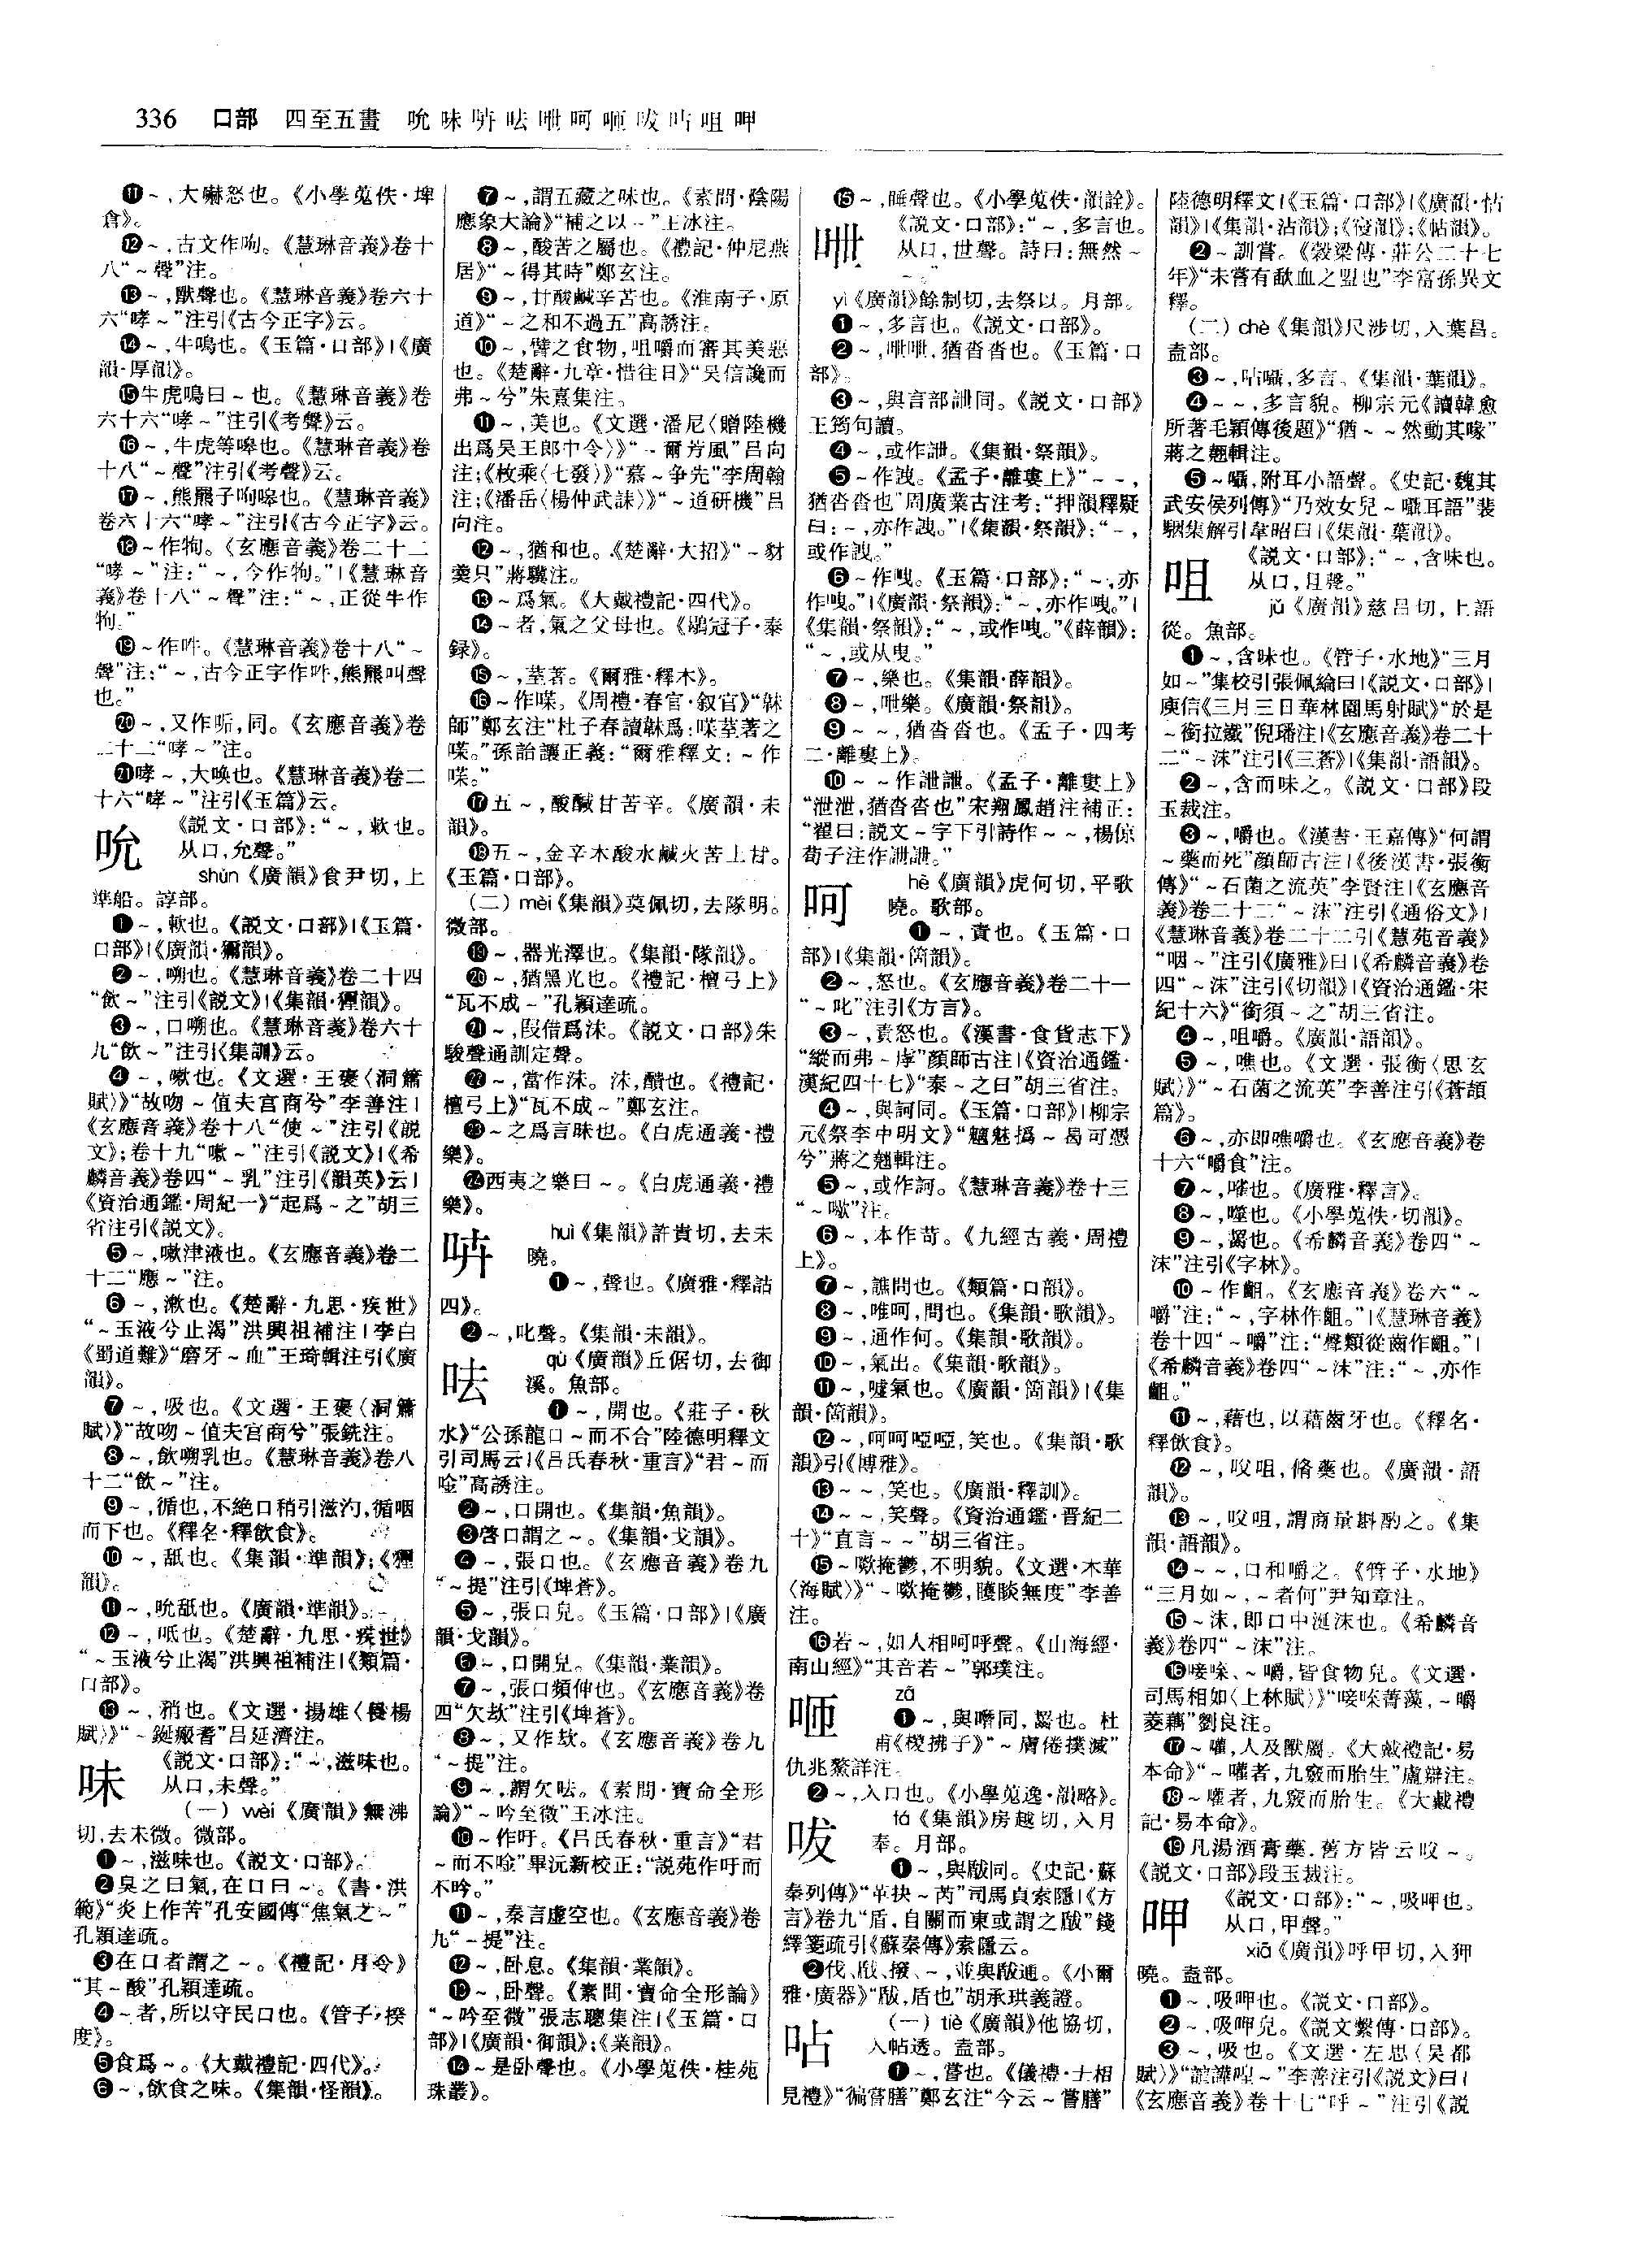 336　口部　四至五畫　吮味㖹呿呭呵咂㕹呫咀呷
⓫～,大嚇怒也。《小學蒐佚·埤
倉》。
⓬～,古文作呴。《慧琳音義》卷十
八“～聲”注。
⓭～,獸聲也。《慧琳音義》卷六十
六“哮～”注引《古今正字》云。
⓮～,牛鳴也。《玉篇·口部》|《廣
韻·厚韻》。
⓯牛虎鳴曰～也。《慧琳音義》卷
六十六“哮～”注引《考聲》云。
⓰～,牛虎等嘷也。《慧琳音義》卷
十八“～聲”注引《考聲》云。
⓱～,熊羆子呴嘷也。《慧琳音義》
卷六十六“哮～”注引《古今正字》云。
⓲～作㸸。《玄應音義》卷二十二
“哮～”注:“～,今作㸸。”|《慧琳音
義》卷十八“～聲”注:“～,正從牛作
㸸。”
⓳～作吽。《慧琳音義》卷十八“～
聲”注:“～,古今正字作吽,熊羆叫聲
也。”
⓴～,又作㖃,同。《玄應音義》卷
二十二“哮～”注。
㉑哮～,大喚也。《慧琳音義》卷二
十六“哮～”注引《玉篇》云。
吮
《説文·口部》:“～,欶也。
从口,允聲。”
shǔn《廣韻》食尹切,上
準船。諄部。
❶～,欶也。《説文·口部》|《玉篇·
口部》|《廣韻·獮韻》。
❷～,嗍也。《慧琳音義》卷二十四
“飲～”注引《説文》|《集韻·獮韻》。
❸～,口嗍也。《慧琳音義》卷六十
九“飲～”注引《集訓》云。
❹～,嗽也。《文選·王褒〈洞簫
賦〉》“故吻～值夫宫商兮”李善注|
《玄應音義》卷十八“使～”注引《説
文》;卷十九“嗽～”注引《説文》|《希
麟音義》卷四“～乳”注引《韻英》云|
《資治通鑑·周紀一》“起爲～之”胡三
省注引《説文》。
❺～,嗽津液也。《玄應音義》卷二
十二“應～”注。
❻～,漱也。《楚辭·九思·疾世》
“～玉液兮止渴”洪興祖補注|李白
《蜀道難》“磨牙～血”王琦輯注引《廣
韻》。
❼～,吸也。《文選·王褒〈洞簫
賦〉》“故吻～值夫宫商兮”張銑注。
❽～,飲嗍乳也。《慧琳音義》卷八
十二“飲～”注。
❾～,循也,不絶口稍引滋汋,循咽
而下也。《釋名·釋飲食》。
❿～,舐也。《集韻·準韻》;《獮
韻》。
⓫～,吮舐也。《廣韻·準韻》。
⓬～,呧也。《楚辭·九思·疾世》
“～玉液兮止渴”洪興祖補注|《類篇·
口部》。
⓭～,稍也。《文選·揚雄〈長楊
賦〉》“～鋋瘢耆”吕延濟注。
味
《説文·口部》:“～,滋味也。
从口,未聲。”
（一）wèi《廣韻》無沸
切,去未微。微部。
❶～,滋味也。《説文·口部》。
❷臭之曰氣,在口曰～。《書·洪
範》“炎上作苦”孔安國傳“焦氣之～”
孔穎達疏。
❸在口者謂之～。《禮記·月令》
“其～酸”孔穎達疏。
❹～者,所以守民口也。《管子·揆
度》。
❺食爲～。《大戴禮記·四代》。
❻～,飲食之味。《集韻·怪韻》。
❼～,謂五藏之味也。《素問·陰陽
應象大論》“補之以～”王冰注。
❽～,酸苦之屬也。《禮記·仲尼燕
居》“～得其時”鄭玄注。
❾～,甘酸鹹辛苦也。《淮南子·原
道》“～之和不過五”高誘注。
❿～,譬之食物,咀嚼而審其美惡
也。《楚辭·九章·惜往日》“吴信讒而
弗～兮”朱熹集注。
⓫～,美也。《文選·潘尼〈贈陸機
出爲吴王郎中令〉》“～爾芳風”吕向
注;《枚乘〈七發〉》“慕～争先”李周翰
注;《潘岳〈楊仲武誄〉》“～道研機”吕
向注。
⓬～,猶和也。《楚辭·大招》“～豺
羹只”蔣驥注。
⓭～爲氣。《大戴禮記·四代》。
⓮～者,氣之父母也。《鶡冠子·泰
録》。
⓯～,荎著。《爾雅·釋木》。
⓰～作㗼。《周禮·春官·叙官》“韎
師”鄭玄注“杜子春讀韎爲:㗼荎著之
㗼。”孫詒讓正義:“爾雅釋文:～作
㗼。”
⓱五～,酸鹹甘苦辛。《廣韻·未
韻》。
⓲五～,金辛木酸水鹹火苦土甘。
《玉篇·口部》。
（二）mèi《集韻》莫佩切,去隊明。
微部。
⓳～,器光澤也。《集韻·隊韻》。
⓴～,猶黑光也。《禮記·檀弓上》
“瓦不成～”孔穎達疏。
㉑～,叚借爲沬。《説文·口部》朱
駿聲通訓定聲。
㉒～,當作沬。沬,靧也。《禮記·
檀弓上》“瓦不成～”鄭玄注。
㉓～之爲言昧也。《白虎通義·禮
樂》。
㉔西夷之樂曰～。《白虎通義·禮
樂》。
㖹
huì《集韻》許貴切,去未
曉。
❶～,聲也。《廣雅·釋詁
四》。
❷～,叱聲。《集韻·未韻》。
呿
qù《廣韻》丘倨切,去御
溪。魚部。
❶～,開也。《莊子·秋
水》“公孫龍口～而不合”陸德明釋文
引司馬云|《吕氏春秋·重言》“君～而
唫”高誘注。
❷～,口開也。《集韻·魚韻》。
❸啓口謂之～。《集韻·戈韻》。
❹～,張口也。《玄應音義》卷九
“～提”注引《埤蒼》。
❺～,張口皃。《玉篇·口部》|《廣
韻·戈韻》。
❻～,口開皃。《集韻·業韻》。
❼～,張口頻伸也。《玄應音義》卷
四“欠㰦”注引《埤蒼》。
❽～,又作㰦。《玄應音義》卷九
“～提”注。
❾～,謂欠呿。《素問·寶命全形
論》“～吟至微”王冰注。
❿～作吁。《吕氏春秋·重言》“君
～而不唫”畢沅新校正:“説苑作吁而
不吟。”
⓫～,秦言虚空也。《玄應音義》卷
九“～提”注。
⓬～,卧息。《集韻·業韻》。
⓭～,卧聲。《素問·寶命全形論》
“～吟至微”張志聰集注|《玉篇·口
部》|《廣韻·御韻》;《業韻》。
⓮～是卧聲也。《小學蒐佚·桂苑
珠叢》。
⓯～,睡聲也。《小學蒐佚·韻詮》。
呭
《説文·口部》:“～,多言也。
从口,世聲。詩曰:無然～
～。”
yì《廣韻》餘制切,去祭以。月部。
❶～,多言也。《説文·口部》。
❷～,呭呭,猶沓沓也。《玉篇·口
部》。
❸～,與言部詍同。《説文·口部》
王筠句讀。
❹～,或作詍。《集韻·祭韻》。
❺～作詍。《孟子·離婁上》“～～,
猶沓沓也”周廣業古注考:“押韻釋疑
曰:～,亦作詍。”|《集韻·祭韻》:“～,
或作詍。”
❻～作㖂。《玉篇·口部》:“～,亦
作㖂。”|《廣韻·祭韻》:“～,亦作㖂。”|
《集韻·祭韻》:“～,或作㖂。”《薛韻》:
“～,或从曳。”
❼～,樂也。《集韻·薛韻》。
❽～,呭樂。《廣韻·祭韻》。
❾～～,猶沓沓也。《孟子·四考
二·離婁上》。
❿～～作詍詍。《孟子·離婁上》
“泄泄,猶沓沓也”宋翔鳳趙注補正:
“翟曰:説文～字下引詩作～～,楊倞
荀子注作詍詍。”
呵
hē《廣韻》虎何切,平歌
曉。歌部。
❶～,責也。《玉篇·口
部》|《集韻·箇韻》。
❷～,怒也。《玄應音義》卷二十一
“～叱”注引《方言》。
❸～,責怒也。《漢書·食貨志下》
“縱而弗～虖”顔師古注|《資治通鑑·
漢紀四十七》“泰～之曰”胡三省注。
❹～,與訶同。《玉篇·口部》|柳宗
元《祭李中明文》“魑魅撝～曷可憑
兮”蔣之翹輯注。
❺～,或作訶。《慧琳音義》卷十三
“～㗫”注。
❻～,本作苛。《九經古義·周禮
上》。
❼～,譙問也。《類篇·口韻》。
❽～,唯呵,問也。《集韻·歌韻》。
❾～,通作何。《集韻·歌韻》。
❿～,氣出。《集韻·歌韻》。
⓫～,嘘氣也。《廣韻·箇韻》|《集
韻·箇韻》。
⓬～,呵呵啞啞,笑也。《集韻·歌
韻》引《博雅》。
⓭～～,笑也。《廣韻·釋訓》。
⓮～～,笑聲。《資治通鑑·晋紀二
十》“直言～～”胡三省注。
⓯～㗫掩鬱,不明貌。《文選·木華
〈海賦〉》“～㗫掩鬱,矆睒無度”李善
注。
⓰若～,如人相呵呼聲。《山海經·
南山經》“其音若～”郭璞注。
咂
zā
❶～,與噆同,齧也。杜
甫《棕拂子》“～膚倦撲滅”
仇兆鰲詳注。
❷～,入口也。《小學蒐逸·韻略》。
㕹
fá《集韻》房越切,入月
奉。月部。
❶～,與瞂同。《史記·蘇
秦列傳》“革抉～芮”司馬貞索隱|《方
言》卷九“盾,自關而東或謂之瞂”錢
繹箋疏引《蘇秦傳》索隱云。
❷伐、瞂、撥、～,並與瞂通。《小爾
雅·廣器》“瞂,盾也”胡承珙義證。
呫
（一）tiè《廣韻》他協切,
入帖透。盍部。
❶～,嘗也。《儀禮·士相
見禮》“徧嘗膳”鄭玄注“今云～嘗膳”
陸德明釋文|《玉篇·口部》|《廣韻·帖
韻》|《集韻·沾韻》;《㣶韻》;《帖韻》。
❷～訓嘗。《穀梁傳·莊公二十七
年》“未嘗有歃血之盟也”李富孫異文
釋。
（二）chè《集韻》尺涉切,入葉昌。
盍部。
❸～,呫囁,多言。《集韻·葉韻》。
❹～～,多言貌。柳宗元《讀韓愈
所著毛穎傳後題》“猶～～然動其喙”
蔣之翹輯注。
❺～囁,附耳小語聲。《史記·魏其
武安侯列傳》“乃效女兒～囁耳語”裴
駰集解引韋昭曰|《集韻·葉韻》。
咀
《説文·口部》:“～,含味也。
从口,且聲。”
jǔ《廣韻》慈吕切,上語
從。魚部。
❶～,含味也。《管子·水地》“三月
如～”集校引張佩綸曰|《説文·口部》|
庾信《三月三日華林園馬射賦》“於是
～銜拉鐵”倪璠注|《玄應音義》卷二十
二“～沫”注引《三蒼》|《集韻·語韻》。
❷～,含而味之。《説文·口部》段
玉裁注。
❸～,嚼也。《漢書·王嘉傳》“何謂
～藥而死”顔師古注|《後漢書·張衡
傳》“～石菌之流英”李賢注|《玄應音
義》卷二十二“～沫”注引《通俗文》|
《慧琳音義》卷二十二引《慧苑音義》
“咽～”注引《廣雅》曰|《希麟音義》卷
四“～沫”注引《切韻》|《資治通鑑·宋
紀十六》“銜須～之”胡三省注。
❹～,咀嚼。《廣韻·語韻》。
❺～,噍也。《文選·張衡〈思玄
賦〉》“～石菌之流英”李善注引《蒼頡
篇》。
❻～,亦即噍嚼也。《玄應音義》卷
十六“嚼食”注。
❼～,嗺也。《廣雅·釋言》。
❽～,噬也。《小學蒐佚·切韻》。
❾～,齧也。《希麟音義》卷四“～
沫”注引《字林》。
❿～作齟。《玄應音義》卷六“～
嚼”注:“～,字林作齟。”|《慧琳音義》
卷十四“～嚼”注:“聲類從齒作齟。”|
《希麟音義》卷四“～沫”注:“～,亦作
齟。”
⓫～,藉也,以藉齒牙也。《釋名·
釋飲食》。
⓬～,㕮咀,脩藥也。《廣韻·語
韻》。
⓭～,㕮咀,謂商量斟酌之。《集
韻·語韻》。
⓮～～,口和嚼之。《管子·水地》
“三月如～,～者何”尹知章注。
⓯～沫,即口中涎沫也。《希麟音
義》卷四“～沫”注。
⓰唼喋、～嚼,皆食物皃。《文選·
司馬相如〈上林賦〉》“唼喋菁藻,～嚼
菱藕”劉良注。
⓱～嚾,人及獸屬。《大戴禮記·易
本命》“～嚾者,九竅而胎生”盧辯注。
⓲～嚾者,九竅而胎生。《大戴禮
記·易本命》。
⓳凡湯酒膏藥,舊方皆云㕮～。
《説文·口部》段玉裁注。
呷
《説文·口部》:“～,吸呷也。
从口,甲聲。”
xiā《廣韻》呼甲切,入狎
曉。盍部。
❶～,吸呷也。《説文·口部》。
❷～,吸呷皃。《説文繫傳·口部》。
❸～,吸也。《文選·左思〈吴都
賦〉》“諠譁喤～”李善注引《説文》曰|
《玄應音義》卷十七“呼～”注引《説